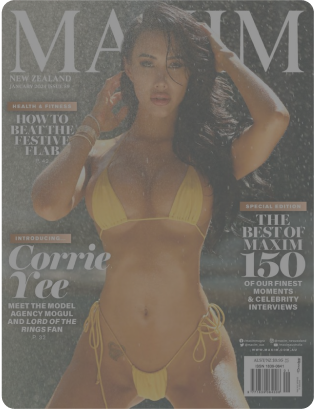 MAXIM
NEW ZEALAND
HEALTH & FITNESS
HOW TO
BEAT THE
FESTIVE
FLAB
INTRODUCING
Corrie
Yee
MEET THE MODEL
AGENCY MOGUL
AND LORD OF THE
RINGS FAN
SPECIAL EDITION
THE
BEST OF
MAXIM
150
OF OUR FINEST
MOMENTS
& CELEBRITY
INTERVIEWS